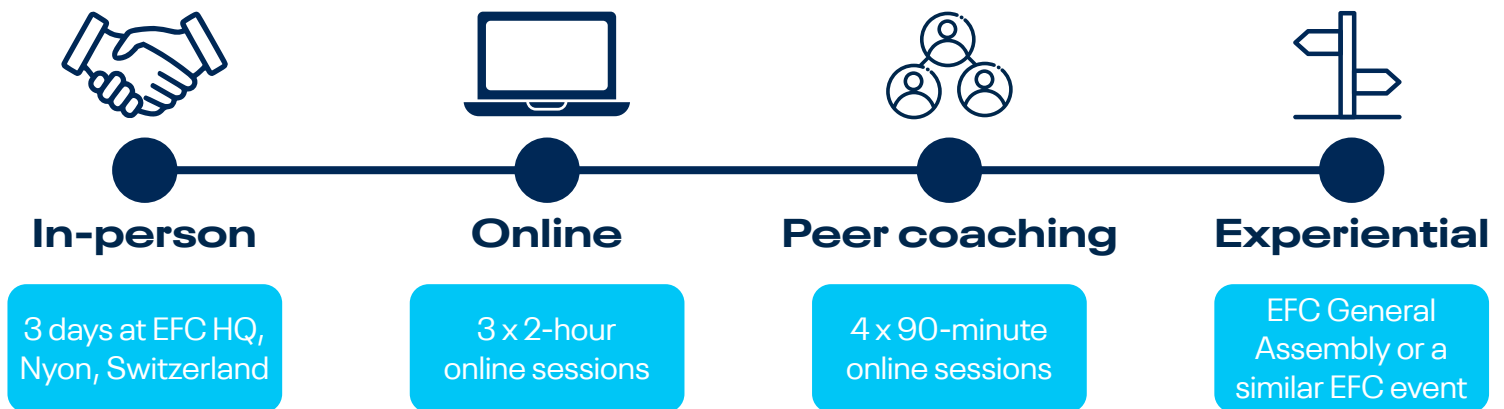 In-person
Online
Peer coaching
Experiential
3 days at EFC HQ,
Nyon, Switzerland
3 x 2-hour
online sessions
4 x 90-minute
online sessions
EFC General
Assembly or a
similar EFC event